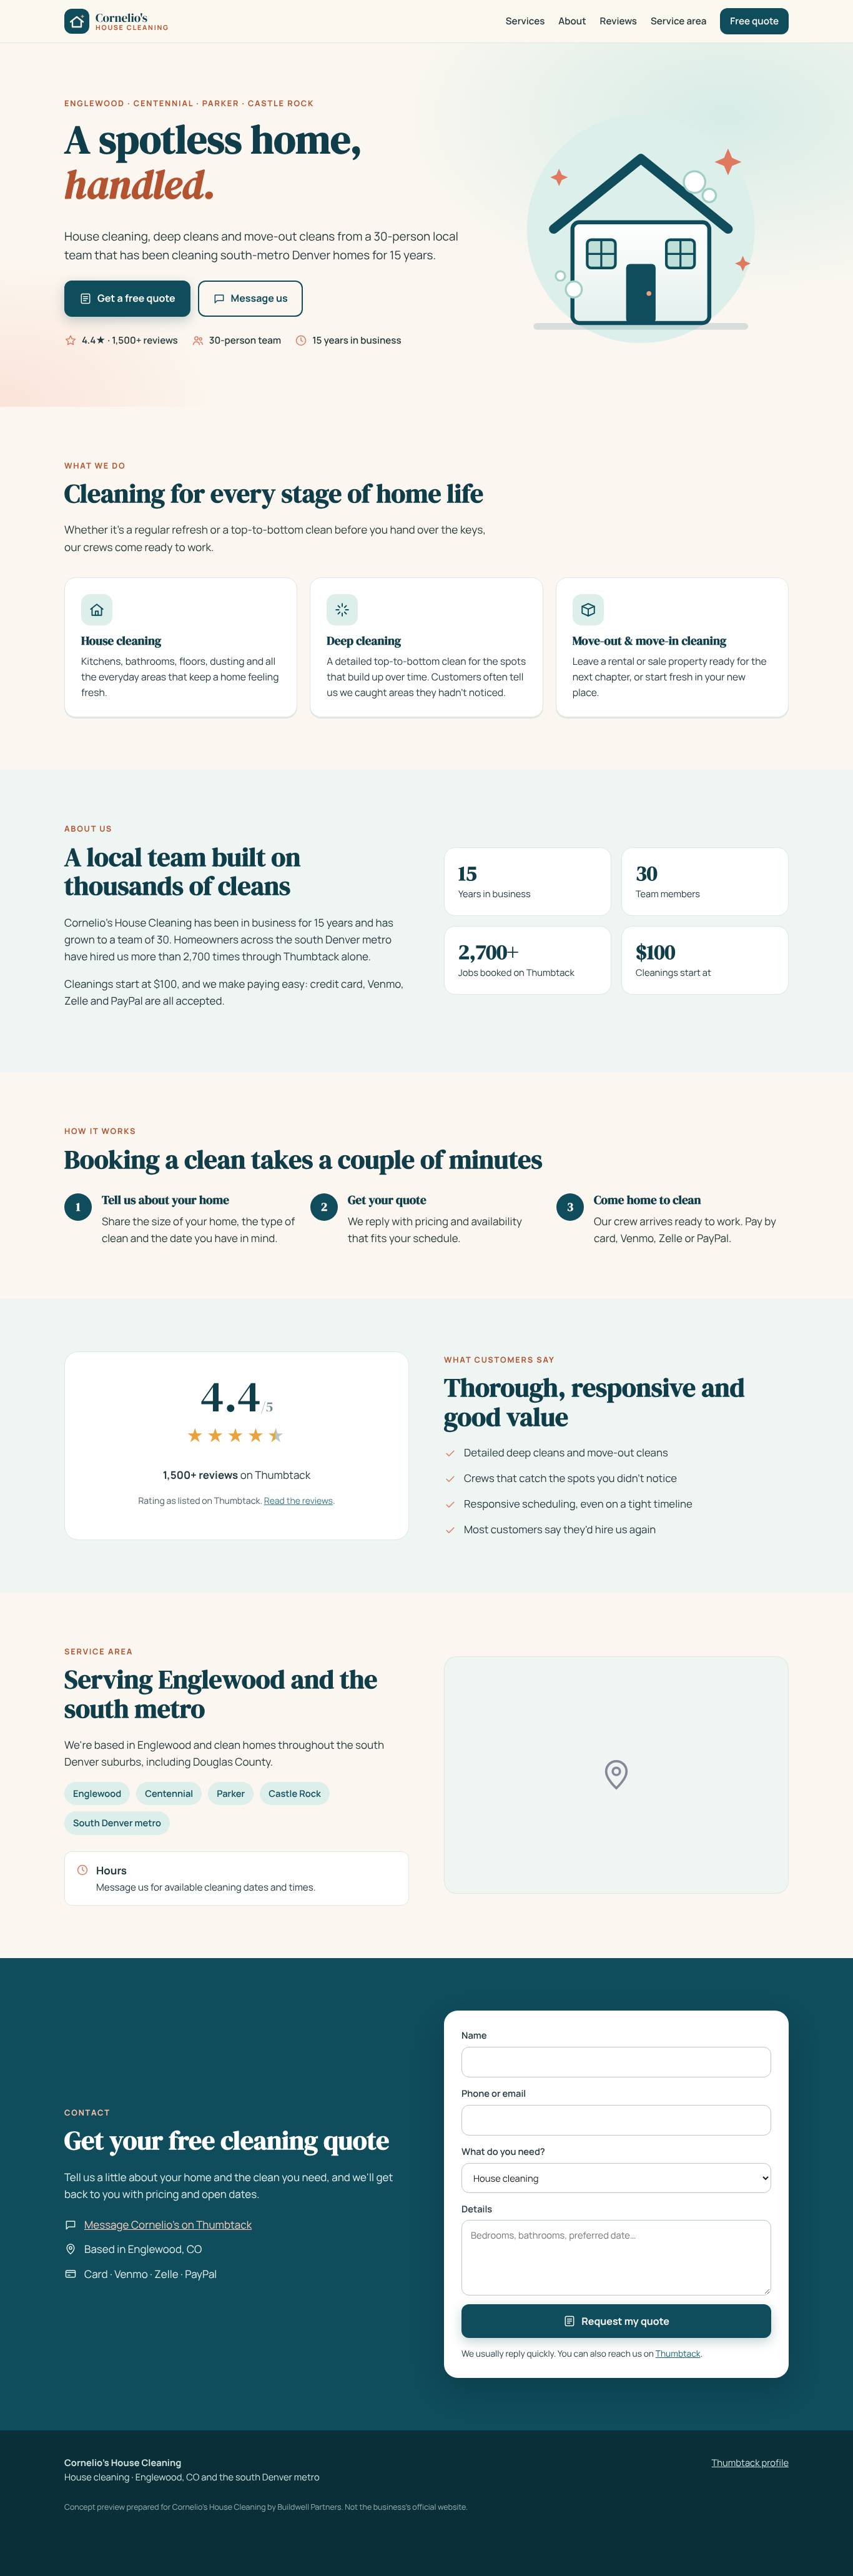 Cornelio's
HOUSE CLEANING
Services
About
Reviews
Service area
Free quote
ENGLEWOOD · CENTENNIAL · PARKER · CASTLE ROCK
A spotless home,
handled.
House cleaning, deep cleans and move-out cleans from a 30-person local
team that has been cleaning south-metro Denver homes for 15 years.
Get a free quote
Message us
4.4★ · 1,500+ reviews
30-person team
15 years in business
WHAT WE DO
Cleaning for every stage of home life
Whether it's a regular refresh or a top-to-bottom clean before you hand over the keys,
our crews come ready to work.
House cleaning
Kitchens, bathrooms, floors, dusting and all
the everyday areas that keep a home feeling
fresh.
Deep cleaning
A detailed top-to-bottom clean for the spots
that build up over time. Customers often tell
us we caught areas they hadn't noticed.
Move-out & move-in cleaning
Leave a rental or sale property ready for the
next chapter, or start fresh in your new
place.
ABOUT US
A local team built on
thousands of cleans
Cornelio's House Cleaning has been in business for 15 years and has
grown to a team of 30. Homeowners across the south Denver metro
have hired us more than 2,700 times through Thumbtack alone.
Cleanings start at $100, and we make paying easy: credit card, Venmo,
Zelle and PayPal are all accepted.
15
Years in business
30
Team members
2,700+
Jobs booked on Thumbtack
$100
Cleanings start at
HOW IT WORKS
Booking a clean takes a couple of minutes
1
Tell us about your home
Share the size of your home, the type of
clean and the date you have in mind.
2
Get your quote
We reply with pricing and availability
that fits your schedule.
3
Come home to clean
Our crew arrives ready to work. Pay by
card, Venmo, Zelle or PayPal.
4.4/5
★★★★★
1,500+ reviews on Thumbtack
Rating as listed on Thumbtack. Read the reviews.
WHAT CUSTOMERS SAY
Thorough, responsive and
good value
Detailed deep cleans and move-out cleans
Crews that catch the spots you didn't notice
Responsive scheduling, even on a tight timeline
Most customers say they'd hire us again
SERVICE AREA
Serving Englewood and the
south metro
We're based in Englewood and clean homes throughout the south
Denver suburbs, including Douglas County.
Englewood
Centennial
Parker
Castle Rock
South Denver metro
Hours
Message us for available cleaning dates and times.
CONTACT
Get your free cleaning quote
Tell us a little about your home and the clean you need, and we'll get
back to you with pricing and open dates.
Message Cornelio's on Thumbtack
Based in Englewood, CO
Card · Venmo · Zelle · PayPal
Name
Phone or email
What do you need?
House cleaning
Details
Bedrooms, bathrooms, preferred date…
Request my quote
We usually reply quickly. You can also reach us on Thumbtack.
Cornelio's House Cleaning
House cleaning · Englewood, CO and the south Denver metro
Thumbtack profile
Concept preview prepared for Cornelio's House Cleaning by Buildwell Partners. Not the business's official website.